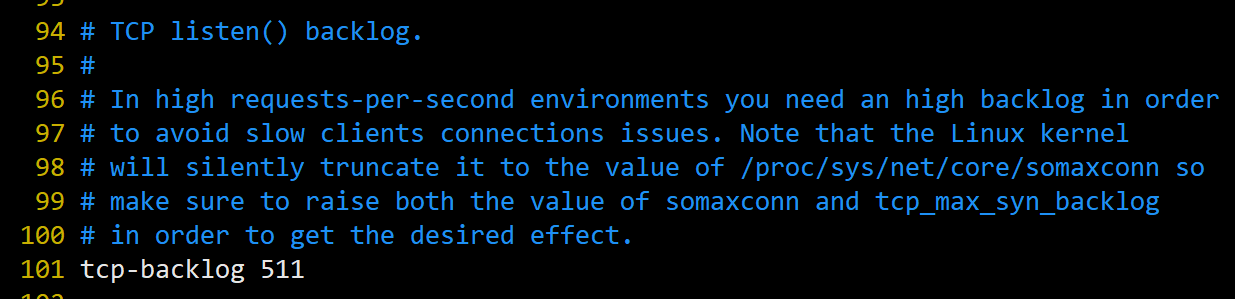 94 # TCP listen() backlog.
95 #
96 # In high requests-per-second environments you need an high backlog in order
97 # to avoid slow clients connections issues. Note that the Linux kernel
98 # will silently truncate it to the value of /proc/sys/net/core/somaxconn so
99 # make sure to raise both the value of somaxconn and tcp_max_syn_backlog
100 # in order to get the desired effect.
101 tcp-backlog 511